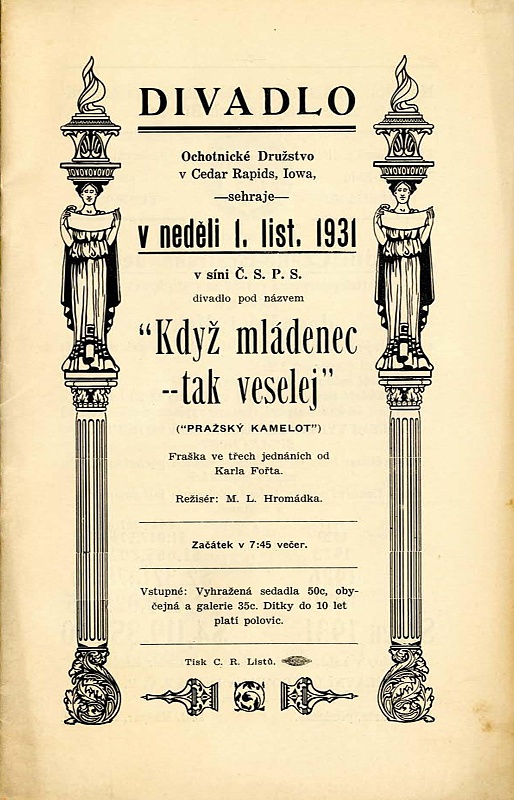 DIVADLO
Ochotnické Družstvo
v Cedar Rapids, Iowa,
—sehraje—
v neděli 1. list. 1931
v síni Č. S. P. S.
divadlo pod názvem
“Když mládenec
--tak veselej”
(“PRAŽSKÝ KAMELOT”)
Fraška ve třech jednáních od
Karla Fořta.
Režisér: M. L. Hromádka.
Začátek v 7:45 večer.
Vstupné: Vyhražená sedadla 50c, oby-
čejná a galerie 35c. Dítky do 10 let
platí polovic.
Tisk C. R. Listů.